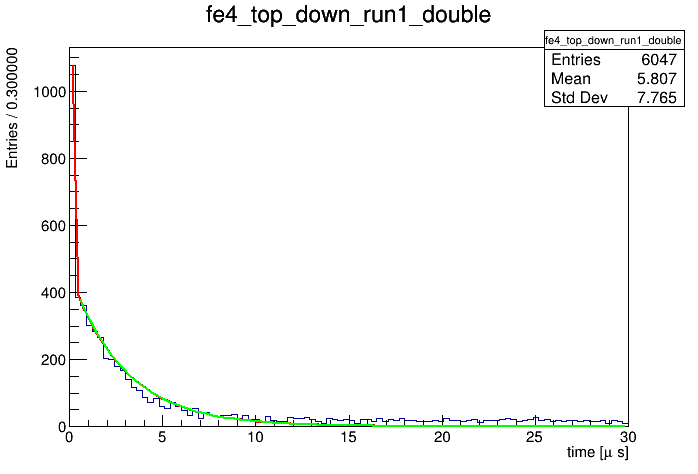 fe4_top_down_run1_double
fe4_top_down_run1_double
Entries 6047
Mean 5.807
Std Dev 7.765
Entries / 0.300000
1000
800
600
400
200
0
0 5 10 15 20 25 30
time [μ s]